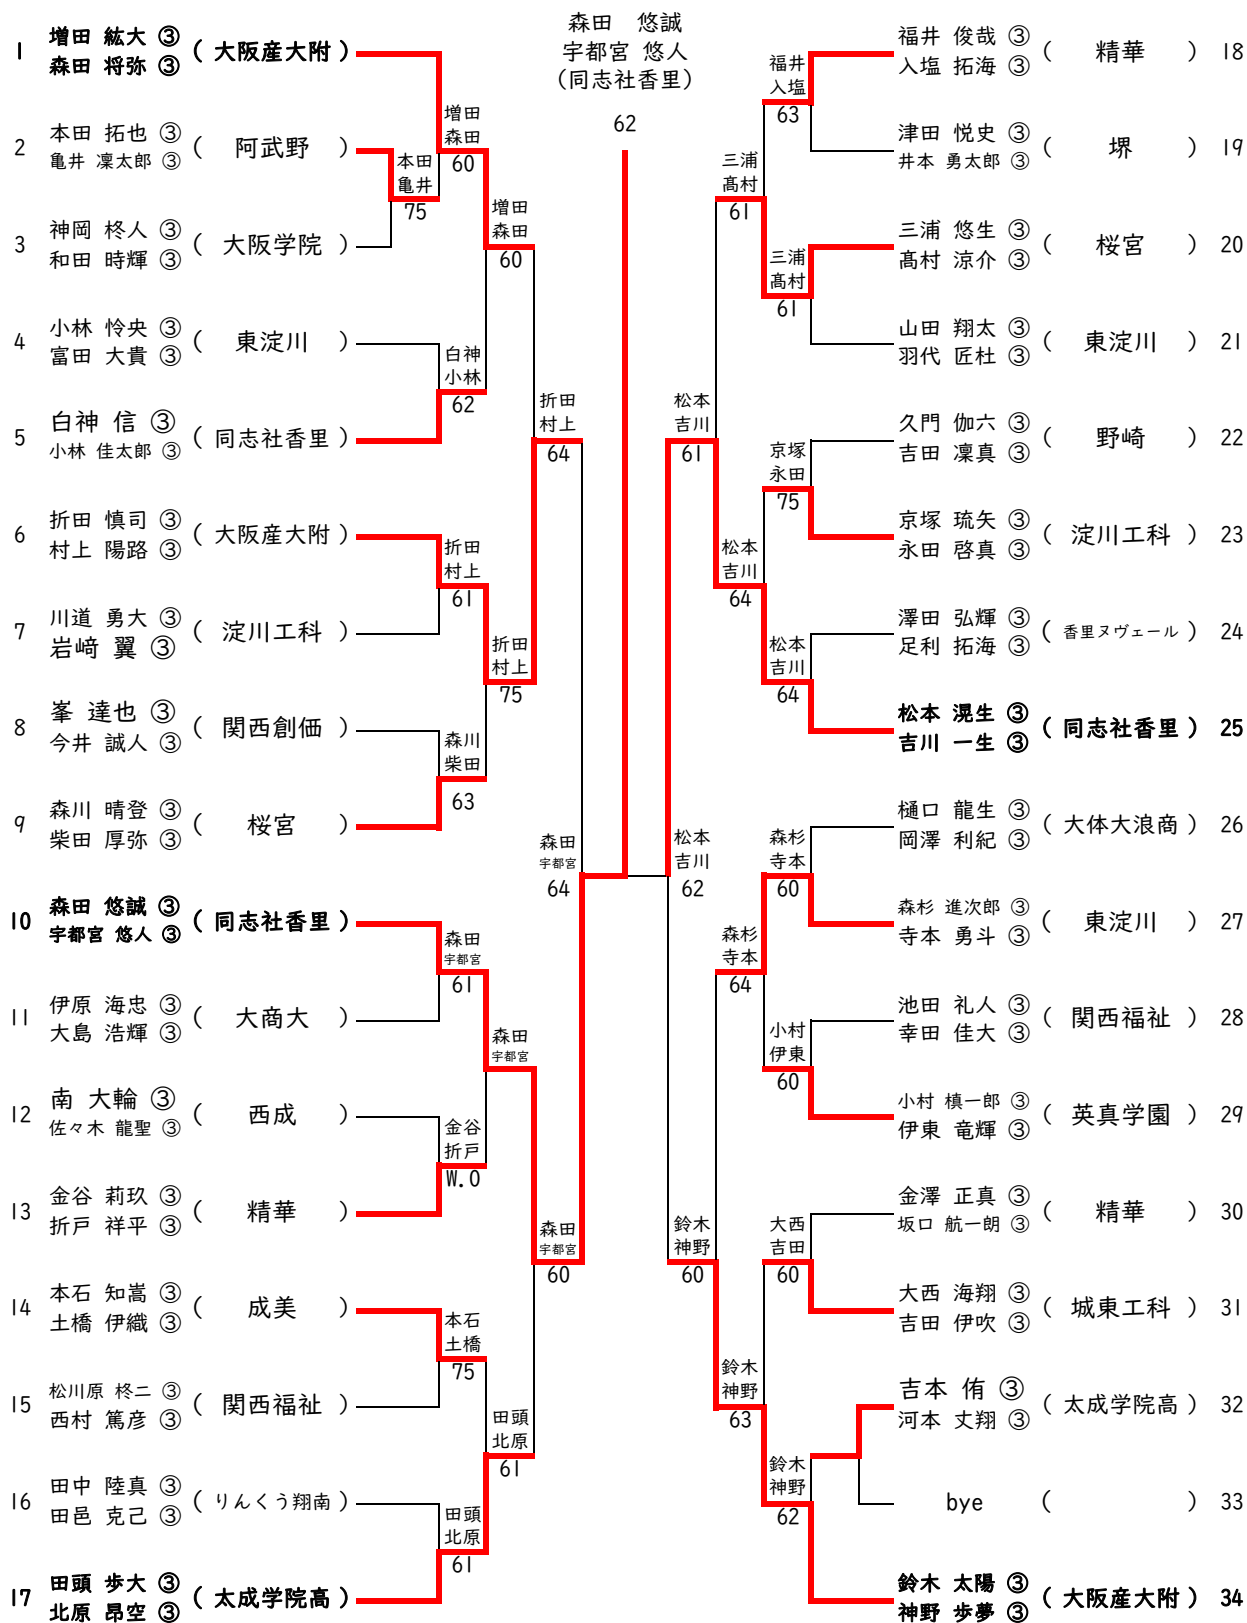 森田 悠誠
宇都宮 悠人
(同志社香里)
62
1 増田 紘大 ③ 森田 将弥 ③ ( 大阪産大附 )
2 本田 拓也 ③ 亀井 凜太郎 ③ ( 阿武野 )
3 神岡 柊人 ③ 和田 時輝 ③ ( 大阪学院 )
4 小林 怜央 ③ 富田 大貴 ③ ( 東淀川 )
5 白神 信 ③ 小林 佳太郎 ③ ( 同志社香里 )
6 折田 慎司 ③ 村上 陽路 ③ ( 大阪産大附 )
7 川道 勇大 ③ 岩﨑 翼 ③ ( 淀川工科 )
8 峯 達也 ③ 今井 誠人 ③ ( 関西創価 )
9 森川 晴登 ③ 柴田 厚弥 ③ ( 桜宮 )
10 森田 悠誠 ③ 宇都宮 悠人 ③ ( 同志社香里 )
11 伊原 海忠 ③ 大島 浩輝 ③ ( 大商大 )
12 南 大輪 ③ 佐々木 龍聖 ③ ( 西成 )
13 金谷 莉玖 ③ 折戸 祥平 ③ ( 精華 )
14 本石 知嵩 ③ 土橋 伊織 ③ ( 成美 )
15 松川原 柊二 ③ 西村 篤彦 ③ ( 関西福祉 )
16 田中 陸真 ③ 田邑 克己 ③ ( りんくう翔南 )
17 田頭 歩大 ③ 北原 昂空 ③ ( 太成学院高 )
本田
亀井
75
増田
森田
60
白神
小林
62
折田
村上
61
森川
柴田
63
森田
宇都宮
61
金谷
折戸
W.O
本石
土橋
75
田頭
北原
61
増田
森田
60
折田
村上
75
森田
宇都宮
田頭
北原
61
折田
村上
64
森田
宇都宮
60
森田
宇都宮
64
松本
吉川
62
松本
吉川
61
鈴木
神野
60
三浦
髙村
61
松本
吉川
64
森杉
寺本
64
鈴木
神野
63
福井
入塩
63
三浦
髙村
61
京塚
永田
75
松本
吉川
64
森杉
寺本
60
小村
伊東
60
大西
吉田
60
鈴木
神野
62
福井 俊哉 ③ 入塩 拓海 ③ ( 精華 ) 18
津田 悦史 ③ 井本 勇太郎 ③ ( 堺 ) 19
三浦 悠生 ③ 髙村 涼介 ③ ( 桜宮 ) 20
山田 翔太 ③ 羽代 匠杜 ③ ( 東淀川 ) 21
久門 伽六 ③ 吉田 凜真 ③ ( 野崎 ) 22
京塚 琉矢 ③ 永田 啓真 ③ ( 淀川工科 ) 23
澤田 弘輝 ③ 足利 拓海 ③ ( 香里ヌヴェール ) 24
松本 滉生 ③ 吉川 一生 ③ ( 同志社香里 ) 25
樋口 龍生 ③ 岡澤 利紀 ③ ( 大体大浪商 ) 26
森杉 進次郎 ③ 寺本 勇斗 ③ ( 東淀川 ) 27
池田 礼人 ③ 幸田 佳大 ③ ( 関西福祉 ) 28
小村 槙一郎 ③ 伊東 竜輝 ③ ( 英真学園 ) 29
金澤 正真 ③ 坂口 航一朗 ③ ( 精華 ) 30
大西 海翔 ③ 吉田 伊吹 ③ ( 城東工科 ) 31
吉本 侑 ③ 河本 丈翔 ③ ( 太成学院高 ) 32
bye ( ) 33
鈴木 太陽 ③ 神野 歩夢 ③ ( 大阪産大附 ) 34